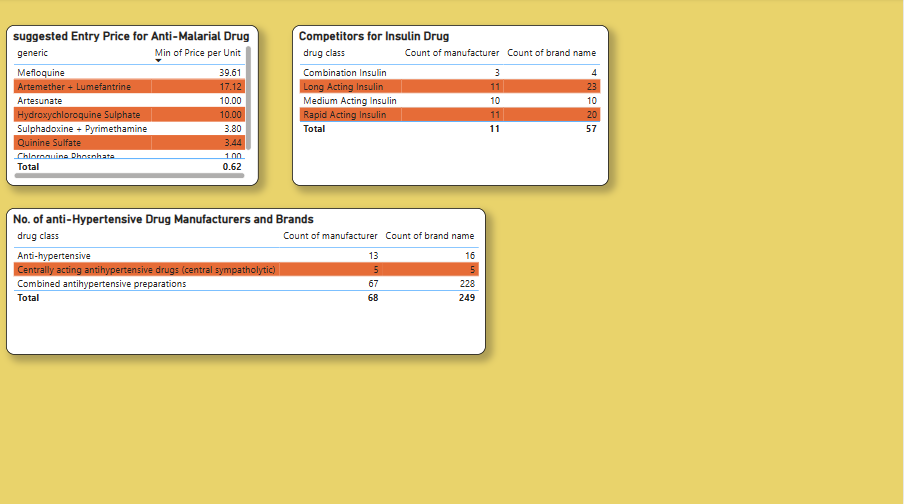 suggested Entry Price for Anti-Malarial Drug
generic Min of Price per Unit
Mefloquine 39.61
Artemether + Lumefantrine 17.12
Artesunate 10.00
Hydroxychloroquine Sulphate 10.00
Sulphadoxine + Pyrimethamine 3.80
Quinine Sulfate 3.44
Chloroquine Phosphate 1.00
Total 0.62
Competitors for Insulin Drug
drug class Count of manufacturer Count of brand name
Combination Insulin 3 4
Long Acting Insulin 11 23
Medium Acting Insulin 10 10
Rapid Acting Insulin 11 20
Total 11 57
No. of anti-Hypertensive Drug Manufacturers and Brands
drug class Count of manufacturer Count of brand name
Anti-hypertensive 13 16
Centrally acting antihypertensive drugs (central sympatholytic) 5 5
Combined antihypertensive preparations 67 228
Total 68 249